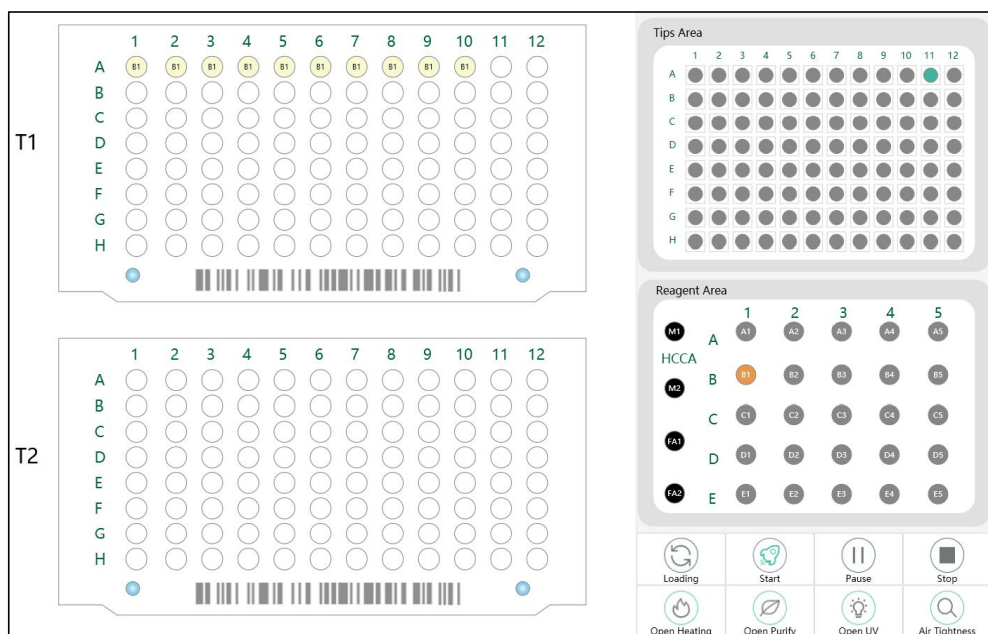 T1
1 2 3 4 5 6 7 8 9 10 11 12
A B1 B1 B1 B1 B1 B1 B1 B1 B1 B1
B
C
D
E
F
G
H
T2
1 2 3 4 5 6 7 8 9 10 11 12
A
B
C
D
E
F
G
H
Tips Area
1 2 3 4 5 6 7 8 9 10 11 12
A
B
C
D
E
F
G
H
Reagent Area
1 2 3 4 5
M1 A A1 A2 A3 A4 A5
HCCA
M2 B B1 B2 B3 B4 B5
FA1 C C1 C2 C3 C4 C5
D D1 D2 D3 D4 D5
FA2 E E1 E2 E3 E4 E5
Loading Start Pause Stop
Open Heating Open Purify Open UV Air Tightness